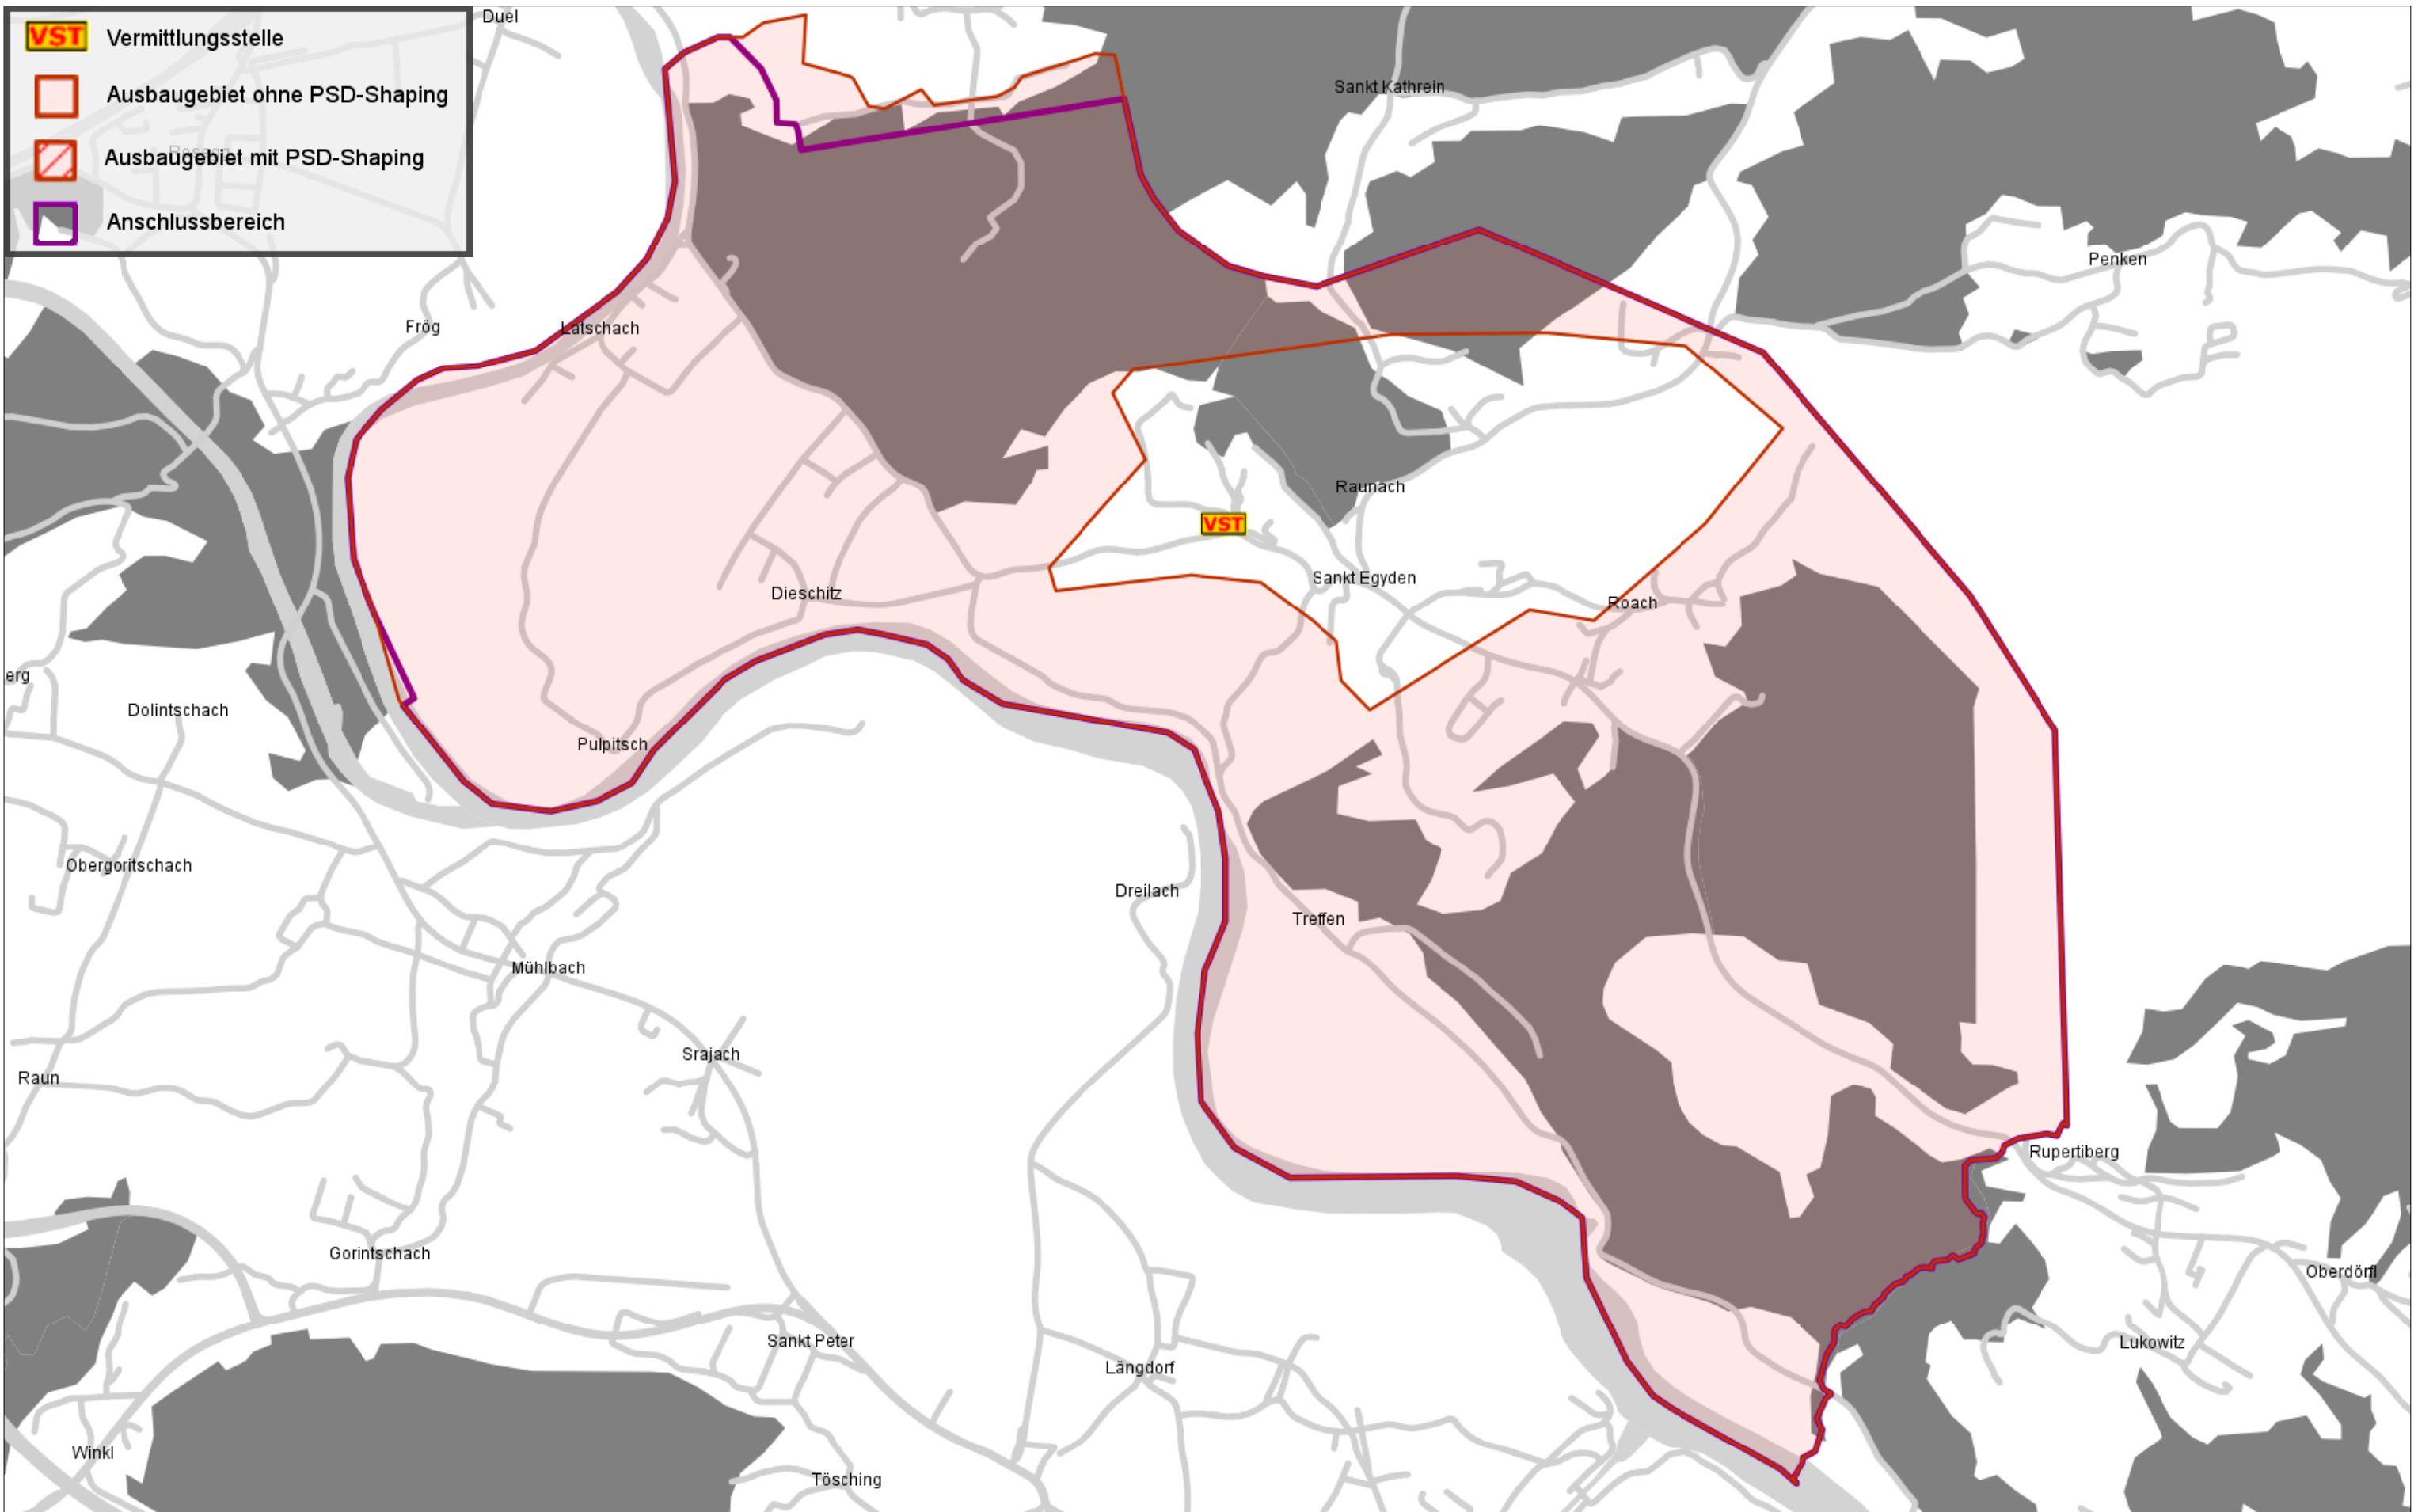 VST Vermittlungsstelle
Ausbaugebiet ohne PSD-Shaping
Ausbaugebiet mit PSD-Shaping
Anschlussbereich
Duel
Sankt Kathrein
Penken
Frög
Latschach
Raunach
VST
Sankt Egyden
Dieschitz
Roach
erg
Dolintschach
Pulpitsch
Obergoritschach
Dreilach
Treffen
Mühlbach
Srajach
Raun
Rupertiberg
Gorintschach
Oberdörfl
Sankt Peter
Lukowitz
Längdorf
Winkl
Tösching